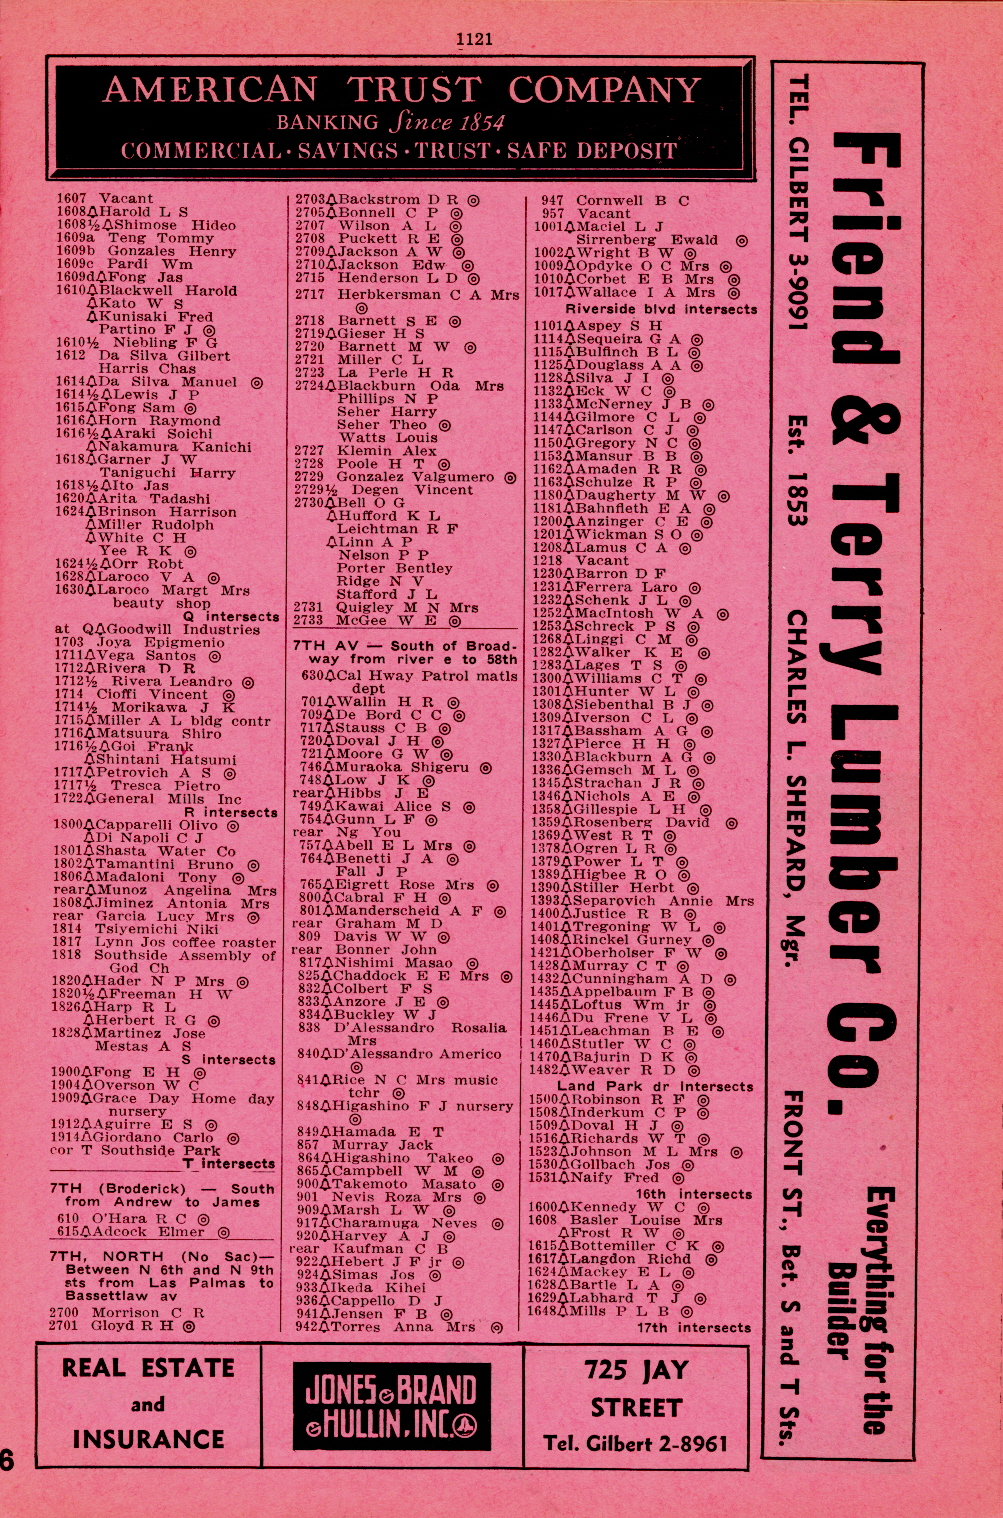 1121
AMERICAN TRUST COMPANY
BANKING Since 1854
COMMERCIAL · SAVINGS · TRUST · SAFE DEPOSIT
1607 Vacant
1608△Harold L S
1608½△Shimose Hideo
1609a Teng Tommy
1609b Gonzales Henry
1609c Pardi Wm
1609d△Fong Jas
1610△Blackwell Harold
△Kato W S
△Kunisaki Fred
Partino F J ◎
1610½ Niebling F G
1612 Da Silva Gilbert
Harris Chas
1614△Da Silva Manuel ◎
1614½△Lewis J P
1615△Fong Sam ◎
1616△Horn Raymond
1616½△Araki Soichi
△Nakamura Kanichi
1618△Garner J W
Taniguchi Harry
1618½△Ito Jas
1620△Arita Tadashi
1624△Brinson Harrison
△Miller Rudolph
△White C H
Yee R K ◎
1624½△Orr Robt
1628△Laroco V A ◎
1630△Laroco Margt Mrs
beauty shop
Q intersects
at Q△Goodwill Industries
1703 Joya Epigmenio
1711△Vega Santos ◎
1712△Rivera D R
1712½ Rivera Leandro ◎
1714 Cioffi Vincent ◎
1714½ Morikawa J K
1715△Miller A L bldg contr
1716△Matsuura Shiro
1716½△Goi Frank
△Shintani Hatsumi
1717△Petrovich A S ◎
1717½ Tresca Pietro
1722△General Mills Inc
R intersects
1800△Capparelli Olivo ◎
△Di Napoli C J
1801△Shasta Water Co
1802△Tamantini Bruno ◎
1806△Madaloni Tony ◎
rear△Munoz Angelina Mrs
1808△Jiminez Antonia Mrs
rear Garcia Lucy Mrs ◎
1814 Tsiyemichi Niki
1817 Lynn Jos coffee roaster
1818 Southside Assembly of
God Ch
1820△Hader N P Mrs ◎
1820½△Freeman H W
1826△Harp R L
△Herbert R G ◎
1828△Martinez Jose
Mestas A S
S intersects
1900△Fong E H ◎
1904△Overson W C
1909△Grace Day Home day
nursery
1912△Aguirre E S ◎
1914△Giordano Carlo ◎
cor T Southside Park
T intersects
7TH (Broderick) — South
from Andrew to James
610 O'Hara R C ◎
615△Adcock Elmer ◎
7TH, NORTH (No Sac)—
Between N 6th and N 9th
sts from Las Palmas to
Bassettlaw av
2700 Morrison C R
2701 Gloyd R H ◎
2703△Backstrom D R ◎
2705△Bonnell C P ◎
2707 Wilson A L ◎
2708 Puckett R E ◎
2709△Jackson A W ◎
2710△Jackson Edw ◎
2715 Henderson L D ◎
2717 Herbkersman C A Mrs
◎
2718 Barnett S E ◎
2719△Gieser H S
2720 Barnett M W ◎
2721 Miller C L
2723 La Perle H R
2724△Blackburn Oda Mrs
Phillips N P
Seher Harry
Seher Theo ◎
Watts Louis
2727 Klemin Alex
2728 Poole H T ◎
2729 Gonzalez Valgumero ◎
2729½ Degen Vincent
2730△Bell O G
△Hufford K L
Leichtman R F
△Linn A P
Nelson P P
Porter Bentley
Ridge N V
Stafford J L
2731 Quigley M N Mrs
2733 McGee W E ◎
7TH AV — South of Broad-
way from river e to 58th
630△Cal Hway Patrol matls
dept
701△Wallin H R ◎
709△De Bord C C ◎
717△Stauss C B ◎
720△Doval J H ◎
721△Moore G W ◎
746△Muraoka Shigeru ◎
748△Low J K ◎
rear△Hibbs J E
749△Kawai Alice S ◎
754△Gunn L F ◎
rear Ng You
757△Abell E L Mrs ◎
764△Benetti J A ◎
Fall J P
765△Eigrett Rose Mrs ◎
800△Cabral F H ◎
801△Manderscheid A F ◎
rear Graham M D
809 Davis W W ◎
rear Bonner John
817△Nishimi Masao ◎
825△Chaddock E E Mrs ◎
832△Colbert F S
833△Anzore J E ◎
834△Buckley W J
838 D'Alessandro Rosalia
Mrs
840△D'Alessandro Americo
◎
841△Rice N C Mrs music
tchr ◎
848△Higashino F J nursery
◎
849△Hamada E T
857 Murray Jack
864△Higashino Takeo ◎
865△Campbell W M ◎
900△Takemoto Masato ◎
901 Nevis Roza Mrs ◎
909△Marsh L W ◎
917△Charamuga Neves ◎
920△Harvey A J ◎
rear Kaufman C B
922△Hebert J F jr ◎
924△Simas Jos ◎
933△Ikeda Kihei
936△Cappello D J
941△Jensen F B ◎
942△Torres Anna Mrs ◎
947 Cornwell B C
957 Vacant
1001△Maciel L J
Sirrenberg Ewald ◎
1002△Wright B W ◎
1009△Opdyke O C Mrs ◎
1010△Corbet E B Mrs ◎
1017△Wallace I A Mrs ◎
Riverside blvd intersects
1101△Aspey S H
1114△Sequeira G A ◎
1115△Bulfinch B L ◎
1125△Douglass A A ◎
1128△Silva J I ◎
1132△Eck W C ◎
1133△McNerney J B ◎
1144△Gilmore C L ◎
1147△Carlson C J ◎
1150△Gregory N C ◎
1153△Mansur B B ◎
1162△Amaden R R ◎
1163△Schulze R P ◎
1180△Daugherty M W ◎
1181△Bahnfleth E A ◎
1200△Anzinger C E ◎
1201△Wickman S O ◎
1208△Lamus C A ◎
1218 Vacant
1230△Barron D F
1231△Ferrera Laro ◎
1232△Schenk J L ◎
1252△MacIntosh W A ◎
1253△Schreck P S ◎
1268△Linggi C M ◎
1282△Walker K E ◎
1283△Lages T S ◎
1300△Williams C T ◎
1301△Hunter W L ◎
1308△Siebenthal B J ◎
1309△Iverson C L ◎
1317△Bassham A G ◎
1327△Pierce H H ◎
1330△Blackburn A G ◎
1336△Gemsch M L ◎
1345△Strachan J R ◎
1346△Nichols A E ◎
1358△Gillespie L H ◎
1359△Rosenberg David ◎
1369△West R T ◎
1378△Ogren L R ◎
1379△Power L T ◎
1389△Higbee R O ◎
1390△Stiller Herbt ◎
1393△Separovich Annie Mrs
1400△Justice R B ◎
1401△Tregoning W L ◎
1408△Rinckel Gurney ◎
1421△Oberholser F W ◎
1428△Murray C T ◎
1432△Cunningham A D ◎
1435△Appelbaum F B ◎
1445△Loftus Wm jr ◎
1446△Du Frene V L ◎
1451△Leachman B E ◎
1460△Stutler W C ◎
1470△Bajurin D K ◎
1482△Weaver R D ◎
Land Park dr intersects
1500△Robinson R F ◎
1508△Inderkum C P ◎
1509△Doval H J ◎
1516△Richards W T ◎
1523△Johnson M L Mrs ◎
1530△Gollbach Jos ◎
1531△Naify Fred ◎
16th intersects
1600△Kennedy W C ◎
1608 Basler Louise Mrs
△Frost R W ◎
1615△Bottemiller C K ◎
1617△Langdon Richd ◎
1624△Mackey E L ◎
1628△Bartle L A ◎
1629△Labhard T J ◎
1648△Mills P L B ◎
17th intersects
Friend & Terry Lumber Co.
Everything for the
Builder
TEL. GILBERT 3-9091 Est. 1853 CHARLES L. SHEPARD, Mgr. FRONT ST., Bet. S and T Sts.
REAL ESTATE
and
INSURANCE
JONES & BRAND
& HULLIN, INC.
725 JAY
STREET
Tel. Gilbert 2-8961
6